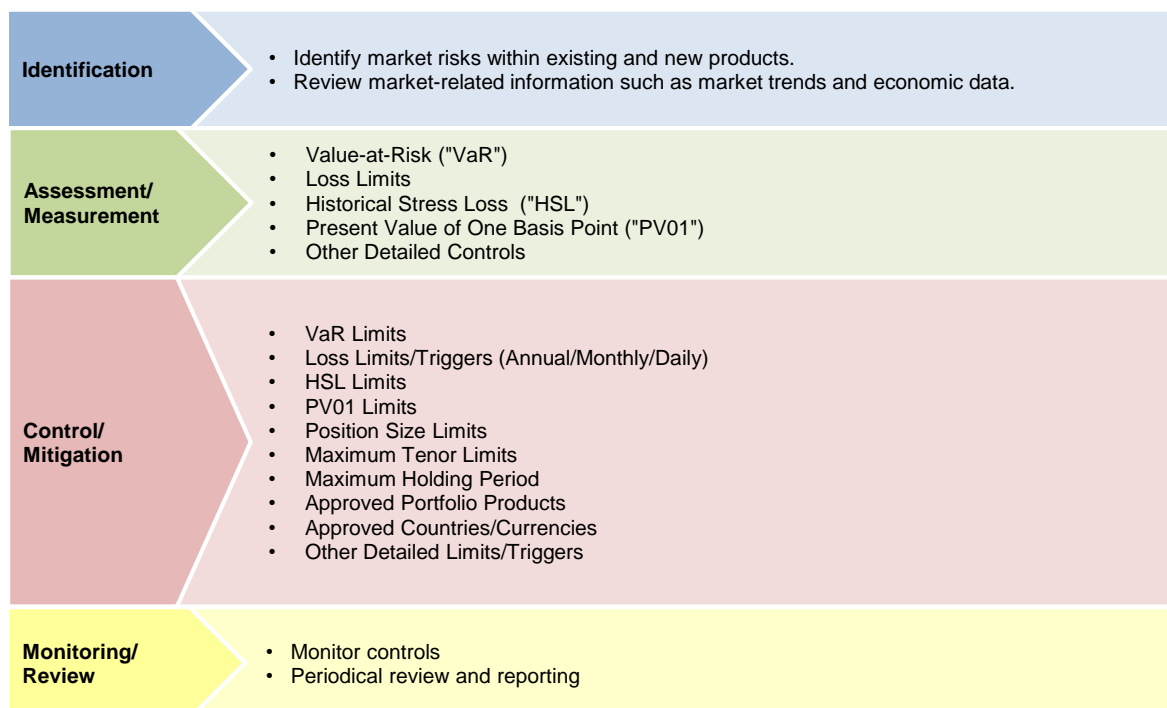 Identification
• Identify market risks within existing and new products.
• Review market-related information such as market trends and economic data.
Assessment/
Measurement
• Value-at-Risk ("VaR")
• Loss Limits
• Historical Stress Loss ("HSL")
• Present Value of One Basis Point ("PV01")
• Other Detailed Controls
Control/
Mitigation
• VaR Limits
• Loss Limits/Triggers (Annual/Monthly/Daily)
• HSL Limits
• PV01 Limits
• Position Size Limits
• Maximum Tenor Limits
• Maximum Holding Period
• Approved Portfolio Products
• Approved Countries/Currencies
• Other Detailed Limits/Triggers
Monitoring/
Review
• Monitor controls
• Periodical review and reporting